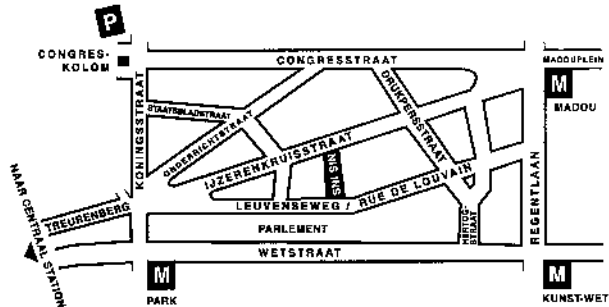 P
CONGRES-
KOLOM
CONGRESSTRAAT
MADOUPLEIN
M
MADOU
KONINGSSTRAAT
STAATSBLADSTRAAT
ONDERRICHTSTRAAT
DRUKPERSSTRAAT
IJZERENKRUISSTRAAT
NIS INS
LEUVENSEWEG / RUE DE LOUVAIN
HERTOG-
STRAAT
REGENTLAAN
TREURENBERG
NAAR CENTRAAL STATION
PARLEMENT
WETSTRAAT
M
PARK
M
KUNST-WET